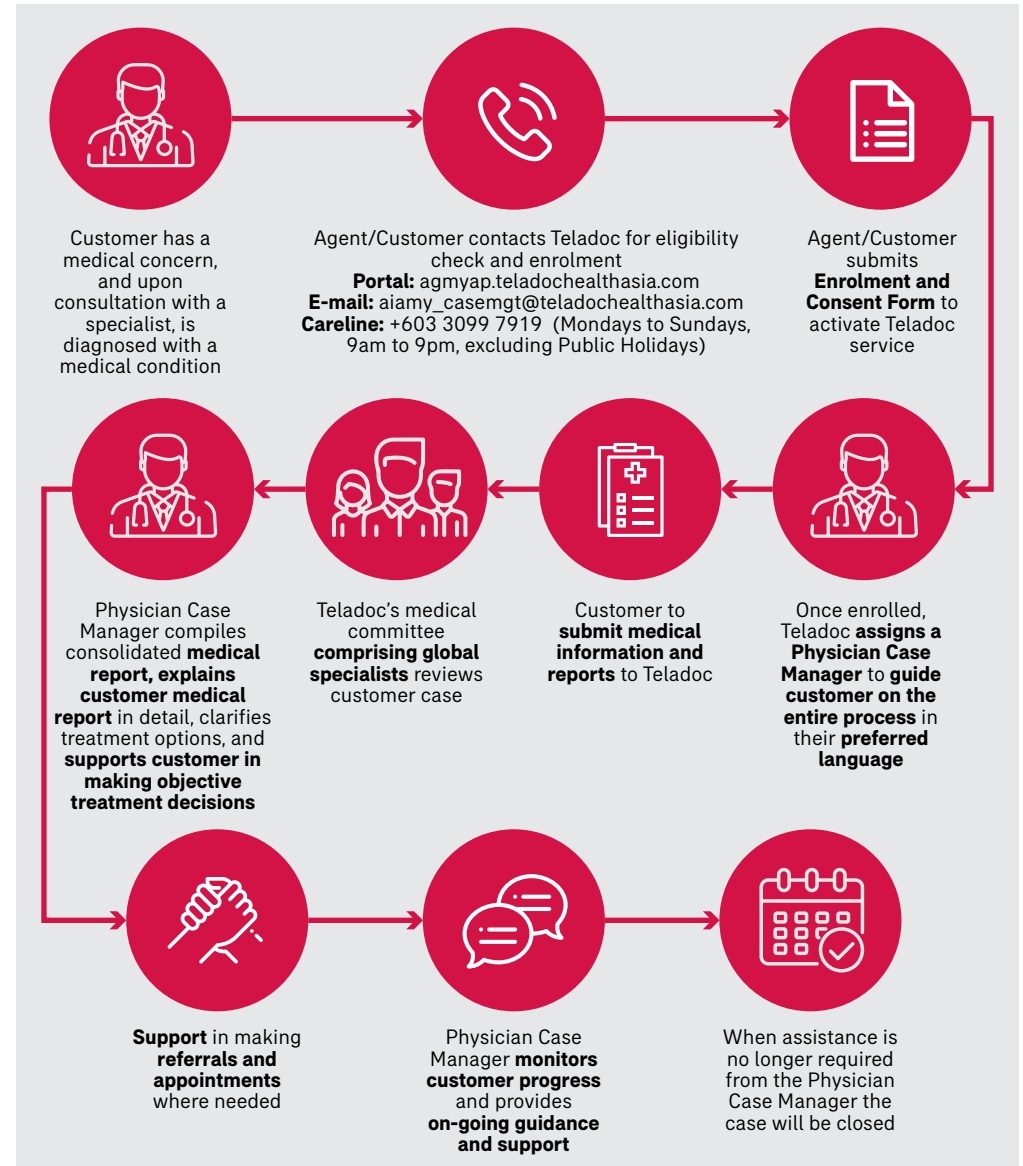 Customer has a
medical concern,
and upon
consultation with a
specialist, is
diagnosed with a
medical condition
Agent/Customer contacts Teladoc for eligibility
check and enrolment
Portal: agmyap.teladochealthasia.com
E-mail: aiamy_casemgt@teladochealthasia.com
Careline: +603 3099 7919 (Mondays to Sundays,
9am to 9pm, excluding Public Holidays)
Agent/Customer
submits
Enrolment and
Consent Form to
activate Teladoc
service
Once enrolled,
Teladoc assigns a
Physician Case
Manager to guide
customer on the
entire process in
their preferred
language
Customer to
submit medical
information and
reports to Teladoc
Teladoc's medical
committee
comprising global
specialists reviews
customer case
Physician Case
Manager compiles
consolidated medical
report, explains
customer medical
report in detail, clarifies
treatment options, and
supports customer in
making objective
treatment decisions
Support in making
referrals and
appointments
where needed
Physician Case
Manager monitors
customer progress
and provides
on-going guidance
and support
When assistance is
no longer required
from the Physician
Case Manager the
case will be closed